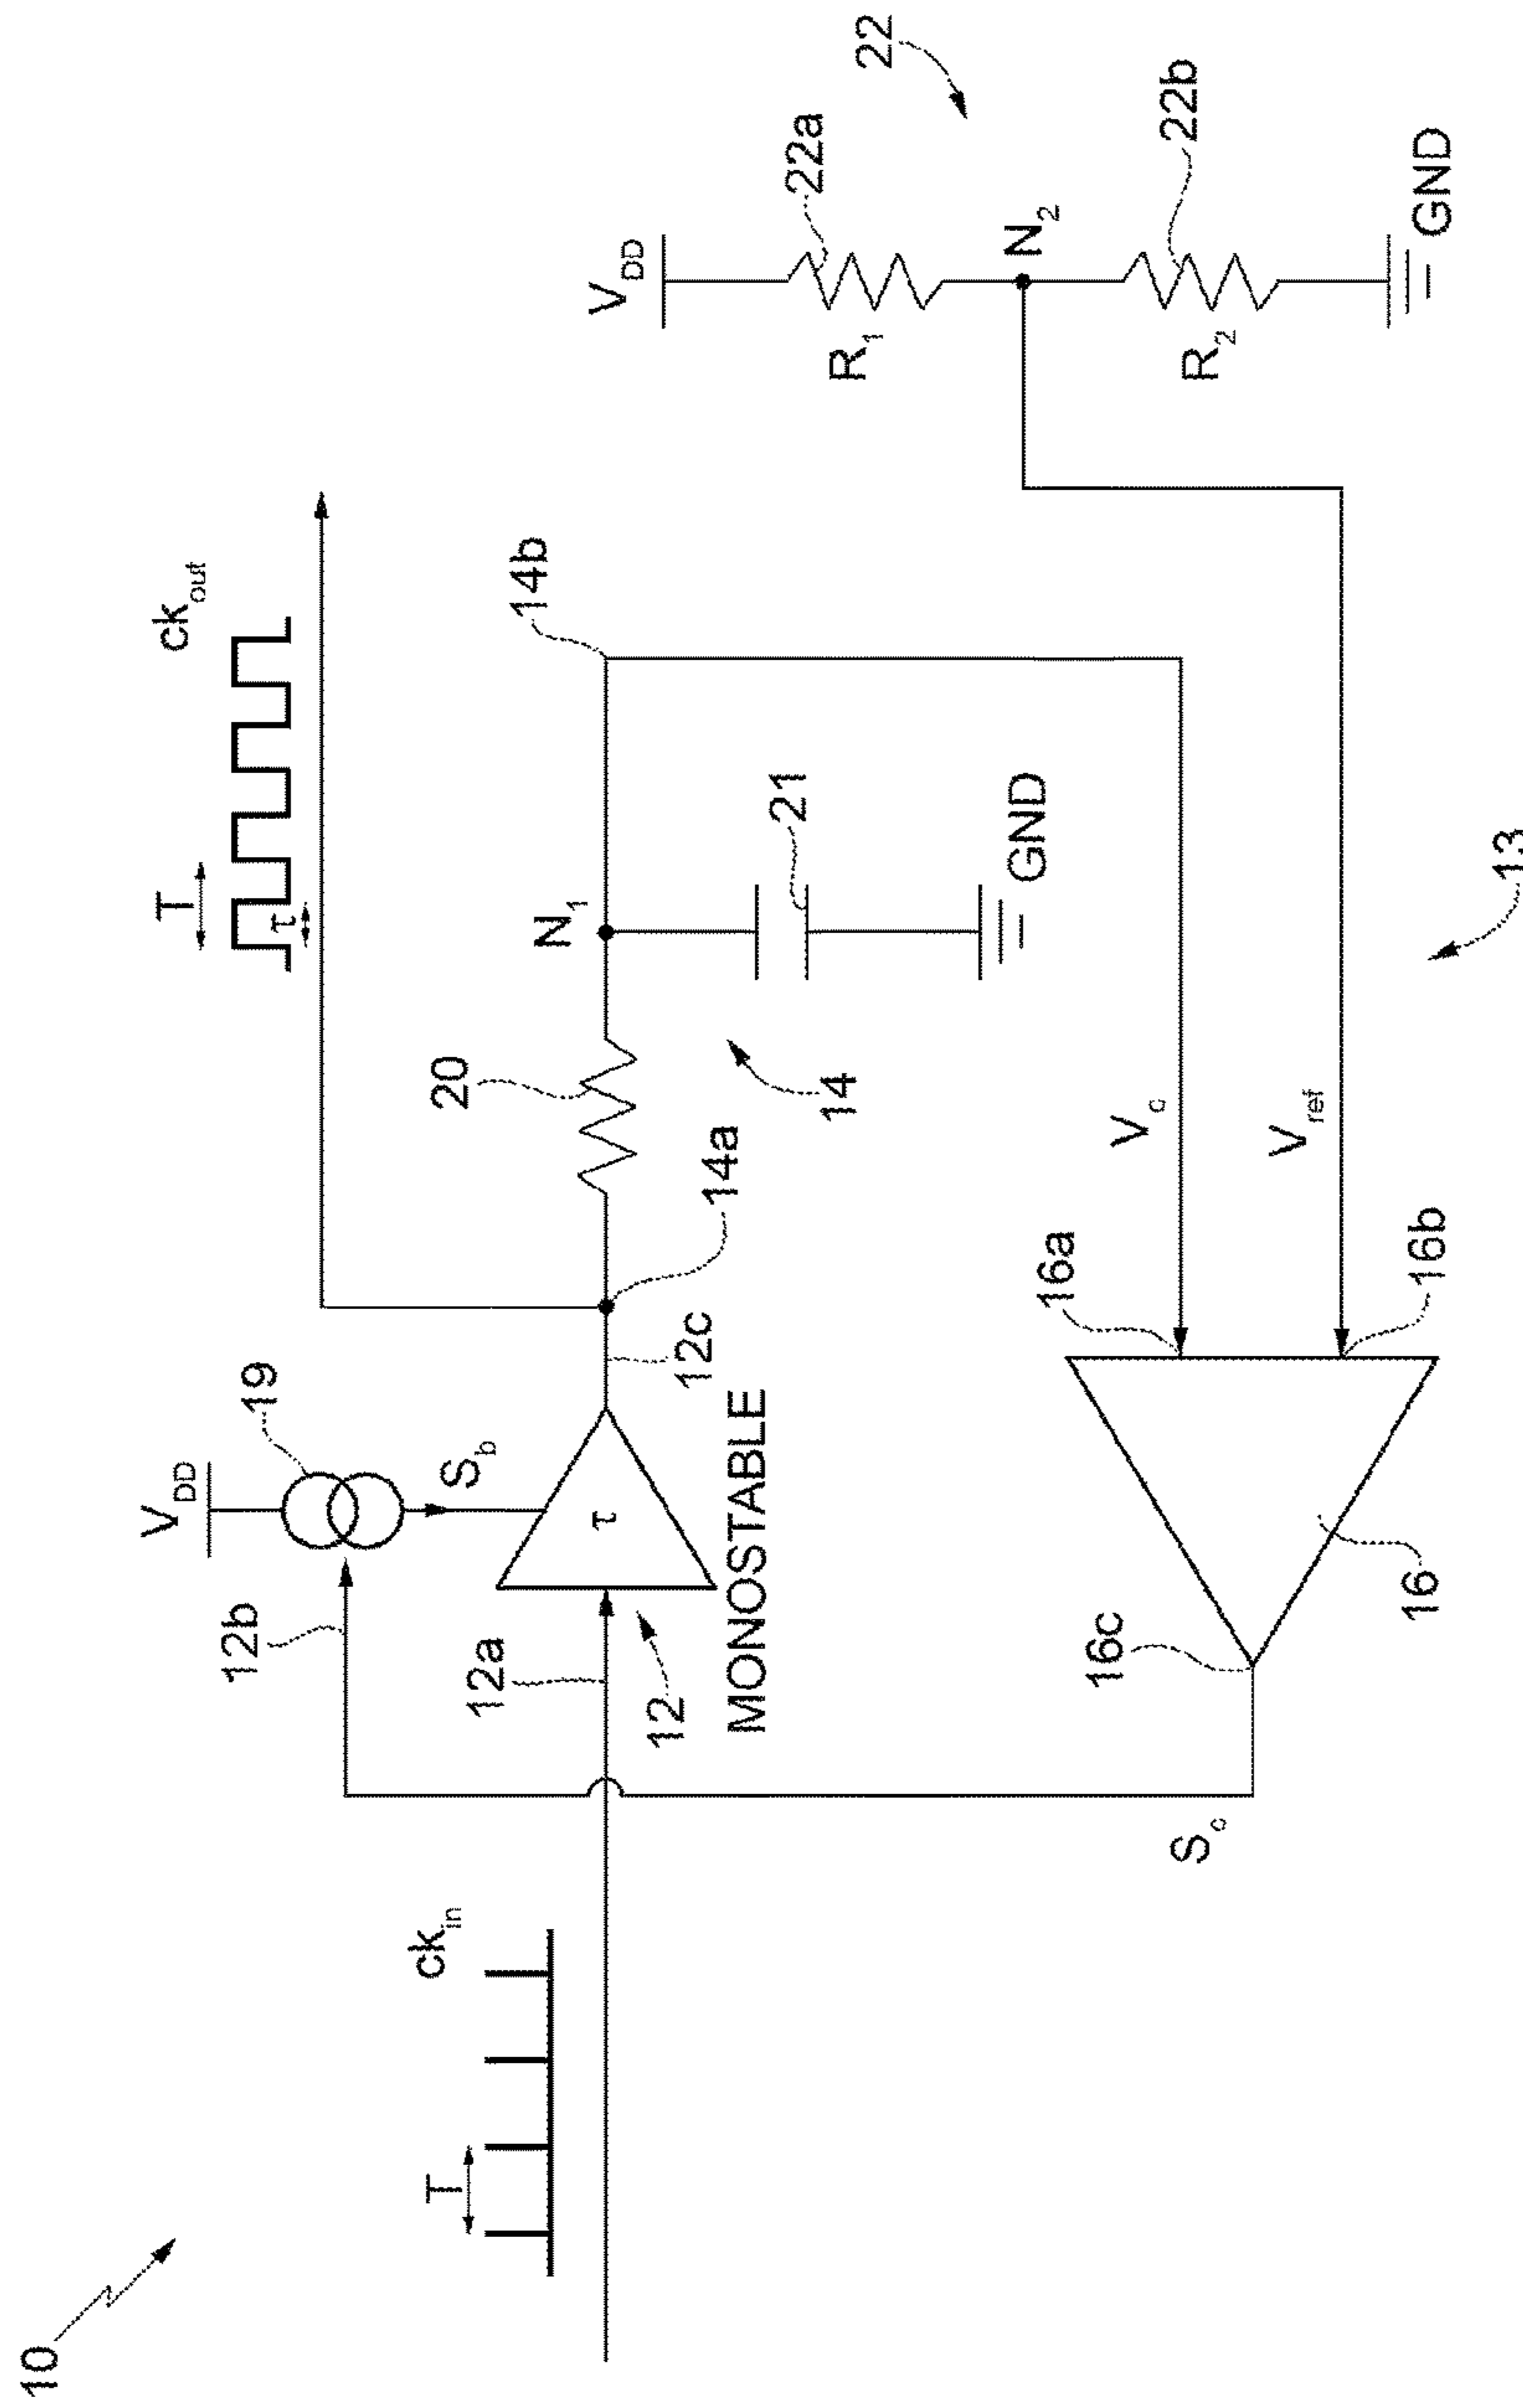 10
T
ck_in
12a
12b
V_DD
19
S_b
τ
12
MONOSTABLE
12c
14a
20
14
N_1
21
GND
14b
T
τ
ck_out
V_DD
22
22a
R_1
N_2
22b
R_2
GND
V_c
V_ref
13
16a
16b
16
16c
S_c